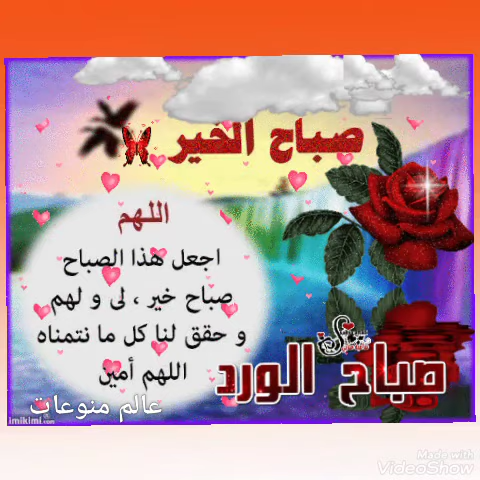 صباح الخير
اللهم
اجعل هذا الصباح
صباح خير ، لى و لهم
و حقق لنا كل ما نتمناه
اللهم أمين
صباح الورد
عالم منوعات
imikimi.com
Made with
VideoShow